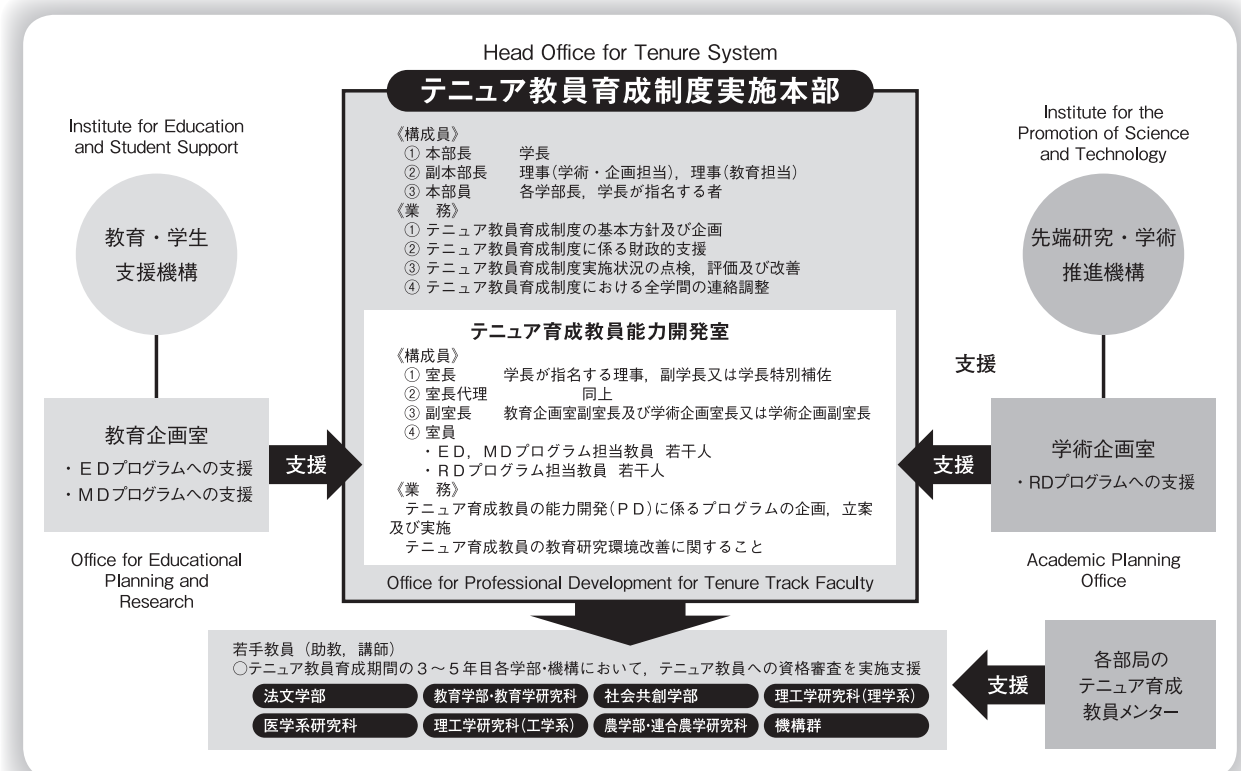 Head Office for Tenure System
テニュア教員育成制度実施本部
《構成員》
① 本部長 学長
② 副本部長 理事(学術・企画担当), 理事(教育担当)
③ 本部員 各学部長, 学長が指名する者
《業 務》
① テニュア教員育成制度の基本方針及び企画
② テニュア教員育成制度に係る財政的支援
③ テニュア教員育成制度実施状況の点検, 評価及び改善
④ テニュア教員育成制度における全学間の連絡調整
テニュア育成教員能力開発室
《構成員》
① 室長 学長が指名する理事, 副学長又は学長特別補佐
② 室長代理 同上
③ 副室長 教育企画室副室長及び学術企画室長又は学術企画副室長
④ 室員
・ED, MDプログラム担当教員 若干人
・RDプログラム担当教員 若干人
《業 務》
テニュア育成教員の能力開発(PD)に係るプログラムの企画, 立案
及び実施
テニュア育成教員の教育研究環境改善に関すること
Office for Professional Development for Tenure Track Faculty
Institute for Education
and Student Support
教育・学生
支援機構
教育企画室
・EDプログラムへの支援
・MDプログラムへの支援
支援
Office for Educational
Planning and
Research
Institute for the
Promotion of Science
and Technology
先端研究・学術
推進機構
支援
学術企画室
・RDプログラムへの支援
支援
Academic Planning
Office
若手教員 (助教, 講師)
○テニュア教員育成期間の3~5年目各学部・機構において, テニュア教員への資格審査を実施支援
法文学部 教育学部・教育学研究科 社会共創学部 理工学研究科(理学系)
医学系研究科 理工学研究科(工学系) 農学部・連合農学研究科 機構群
支援
各部局の
テニュア育成
教員メンター